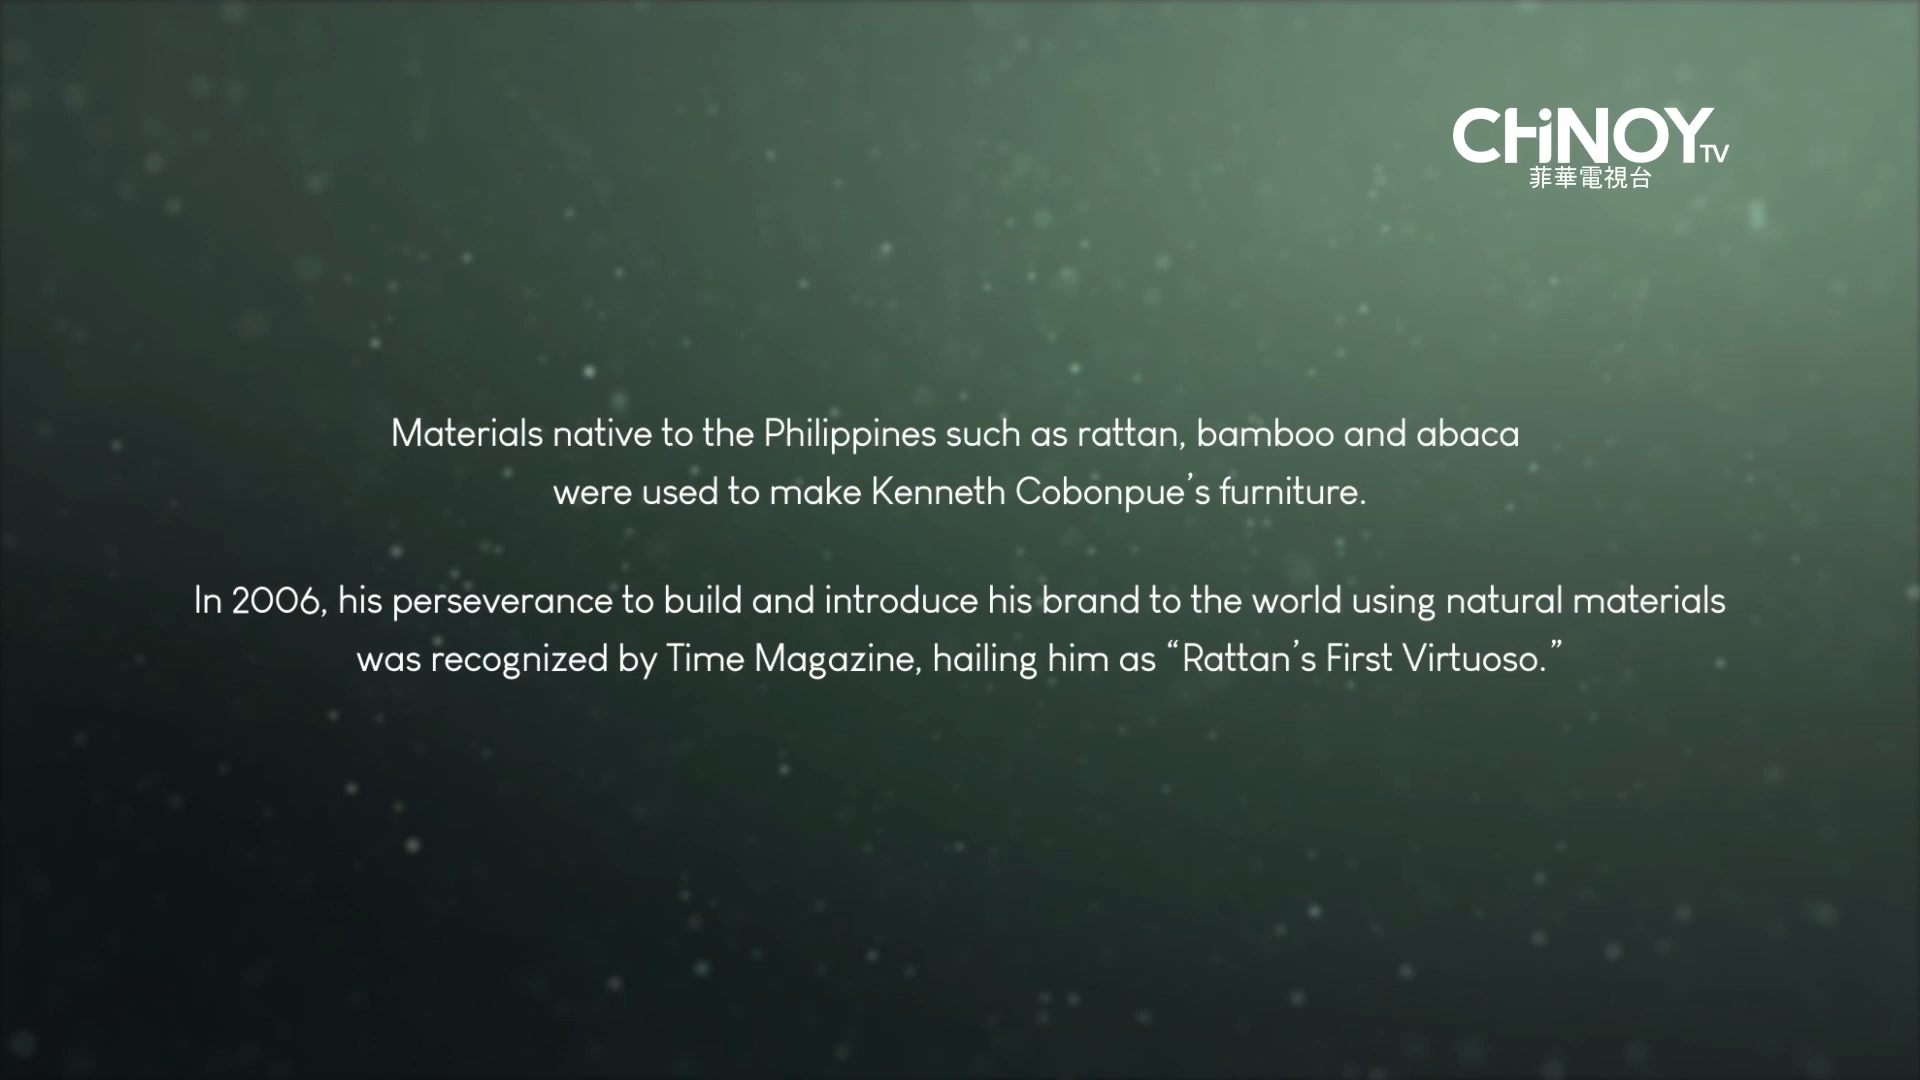 CHiNOY TV
菲華電視台
Materials native to the Philippines such as rattan, bamboo and abaca
were used to make Kenneth Cobonpue’s furniture.
In 2006, his perseverance to build and introduce his brand to the world using natural materials
was recognized by Time Magazine, hailing him as “Rattan’s First Virtuoso.”